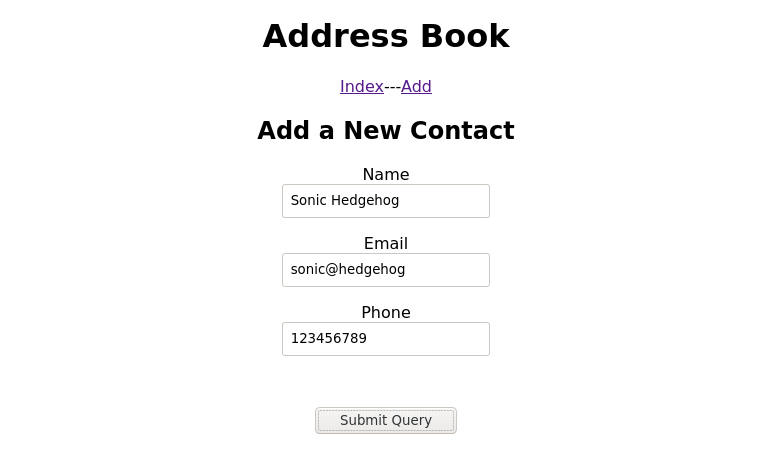 Address Book
Index---Add
Add a New Contact
Name
Sonic Hedgehog
Email
sonic@hedgehog
Phone
123456789
Submit Query